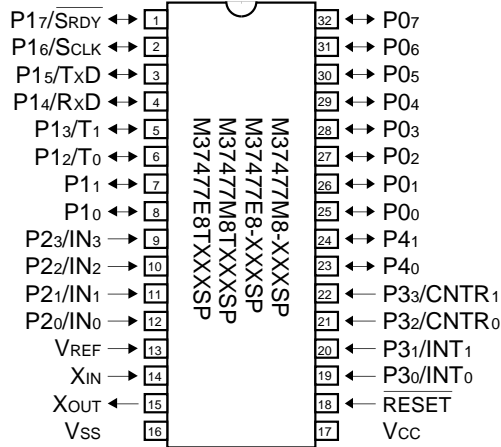 P17/SRDY 1 32 P07
P16/SCLK 2 31 P06
P15/TXD 3 30 P05
P14/RXD 4 29 P04
P13/T1 5 28 P03
P12/T0 6 27 P02
P11 7 26 P01
P10 8 25 P00
P23/IN3 9 24 P41
P22/IN2 10 23 P40
P21/IN1 11 22 P33/CNTR1
P20/IN0 12 21 P32/CNTR0
VREF 13 20 P31/INT1
XIN 14 19 P30/INT0
XOUT 15 18 RESET
VSS 16 17 VCC
M37477M8-XXXSP
M37477E8-XXXSP
M37477M8TXXXSP
M37477E8TXXXSP